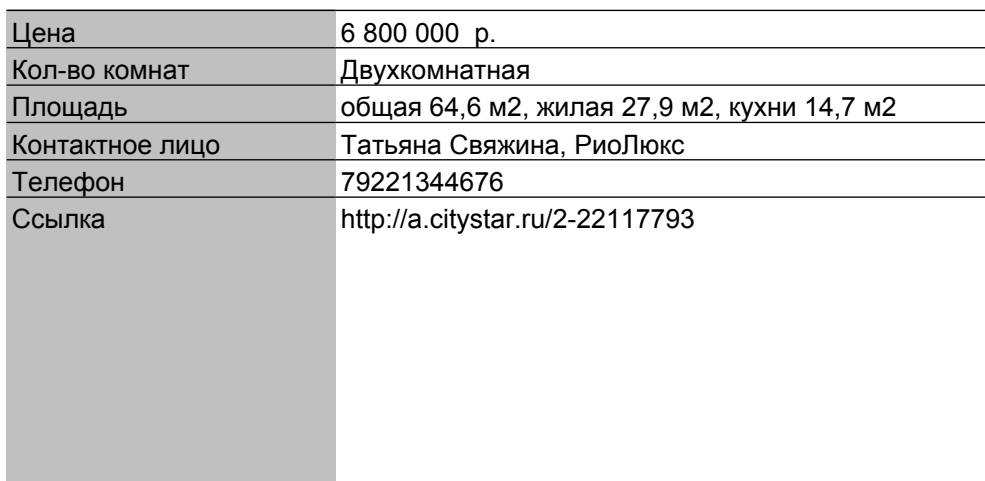 Цена 6 800 000 р.
Кол-во комнат Двухкомнатная
Площадь общая 64,6 м2, жилая 27,9 м2, кухни 14,7 м2
Контактное лицо Татьяна Свяжина, РиоЛюкс
Телефон 79221344676
Ссылка http://a.citystar.ru/2-22117793